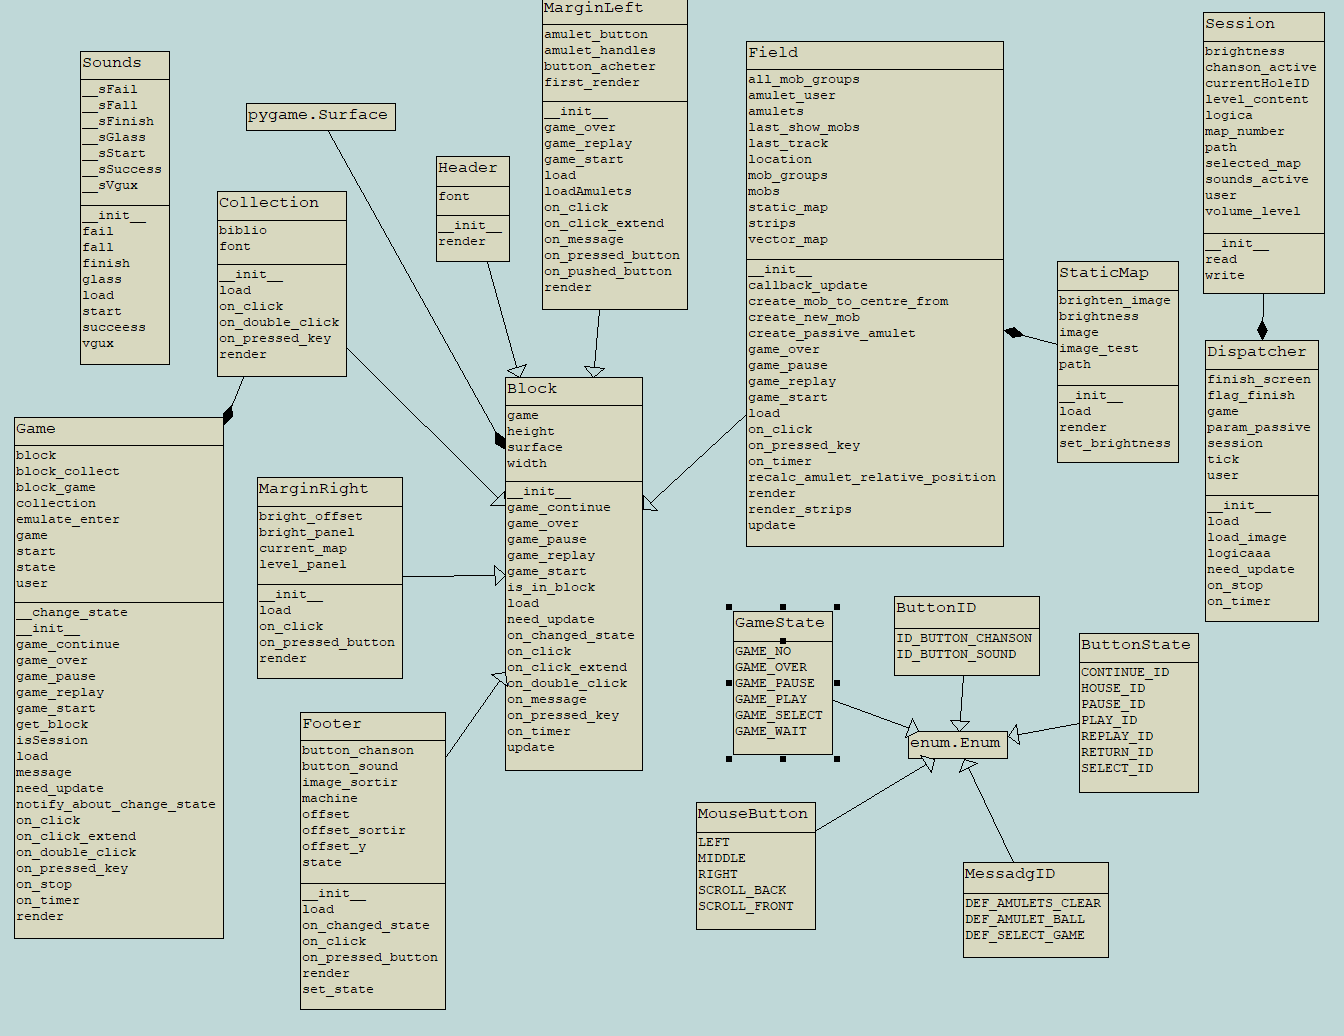 Sounds
__sFail
__sFall
__sFinish
__sGlass
__sStart
__sSuccess
__sVgux
__init__
fail
fall
finish
glass
load
start
succeess
vgux
pygame.Surface
Collection
biblio
font
__init__
load
on_click
on_double_click
on_pressed_key
render
Header
font
__init__
render
MarginLeft
amulet_button
amulet_handles
button_acheter
first_render
__init__
game_over
game_replay
game_start
load
loadAmulets
on_click
on_click_extend
on_message
on_pressed_button
on_pushed_button
render
Field
all_mob_groups
amulet_user
amulets
last_show_mobs
last_track
location
mob_groups
mobs
static_map
strips
vector_map
__init__
callback_update
create_mob_to_centre_from
create_new_mob
create_passive_amulet
game_over
game_pause
game_replay
game_start
load
on_click
on_pressed_key
on_timer
recalc_amulet_relative_position
render
render_strips
update
StaticMap
brighten_image
brightness
image
image_test
path
__init__
load
render
set_brightness
Session
brightness
chanson_active
currentHoleID
level_content
logica
map_number
path
selected_map
sounds_active
user
volume_level
__init__
read
write
Dispatcher
finish_screen
flag_finish
game
param_passive
session
tick
user
__init__
load
load_image
logicaaa
need_update
on_stop
on_timer
Game
block
block_collect
block_game
collection
emulate_enter
game
start
state
user
__change_state
__init__
game_continue
game_over
game_pause
game_replay
game_start
get_block
isSession
load
message
need_update
notify_about_change_state
on_click
on_click_extend
on_double_click
on_pressed_key
on_stop
on_timer
render
MarginRight
bright_offset
bright_panel
current_map
level_panel
__init__
load
on_click
on_pressed_button
render
Block
game
height
surface
width
__init__
game_continue
game_over
game_pause
game_replay
game_start
is_in_block
load
need_update
on_changed_state
on_click
on_click_extend
on_double_click
on_message
on_pressed_key
on_timer
update
Footer
button_chanson
button_sound
image_sortir
machine
offset
offset_sortir
offset_y
state
__init__
load
on_changed_state
on_click
on_pressed_button
render
set_state
GameState
GAME_NO
GAME_OVER
GAME_PAUSE
GAME_PLAY
GAME_SELECT
GAME_WAIT
ButtonID
ID_BUTTON_CHANSON
ID_BUTTON_SOUND
ButtonState
CONTINUE_ID
HOUSE_ID
PAUSE_ID
PLAY_ID
REPLAY_ID
RETURN_ID
SELECT_ID
enum.Enum
MouseButton
LEFT
MIDDLE
RIGHT
SCROLL_BACK
SCROLL_FRONT
MessadgID
DEF_AMULETS_CLEAR
DEF_AMULET_BALL
DEF_SELECT_GAME